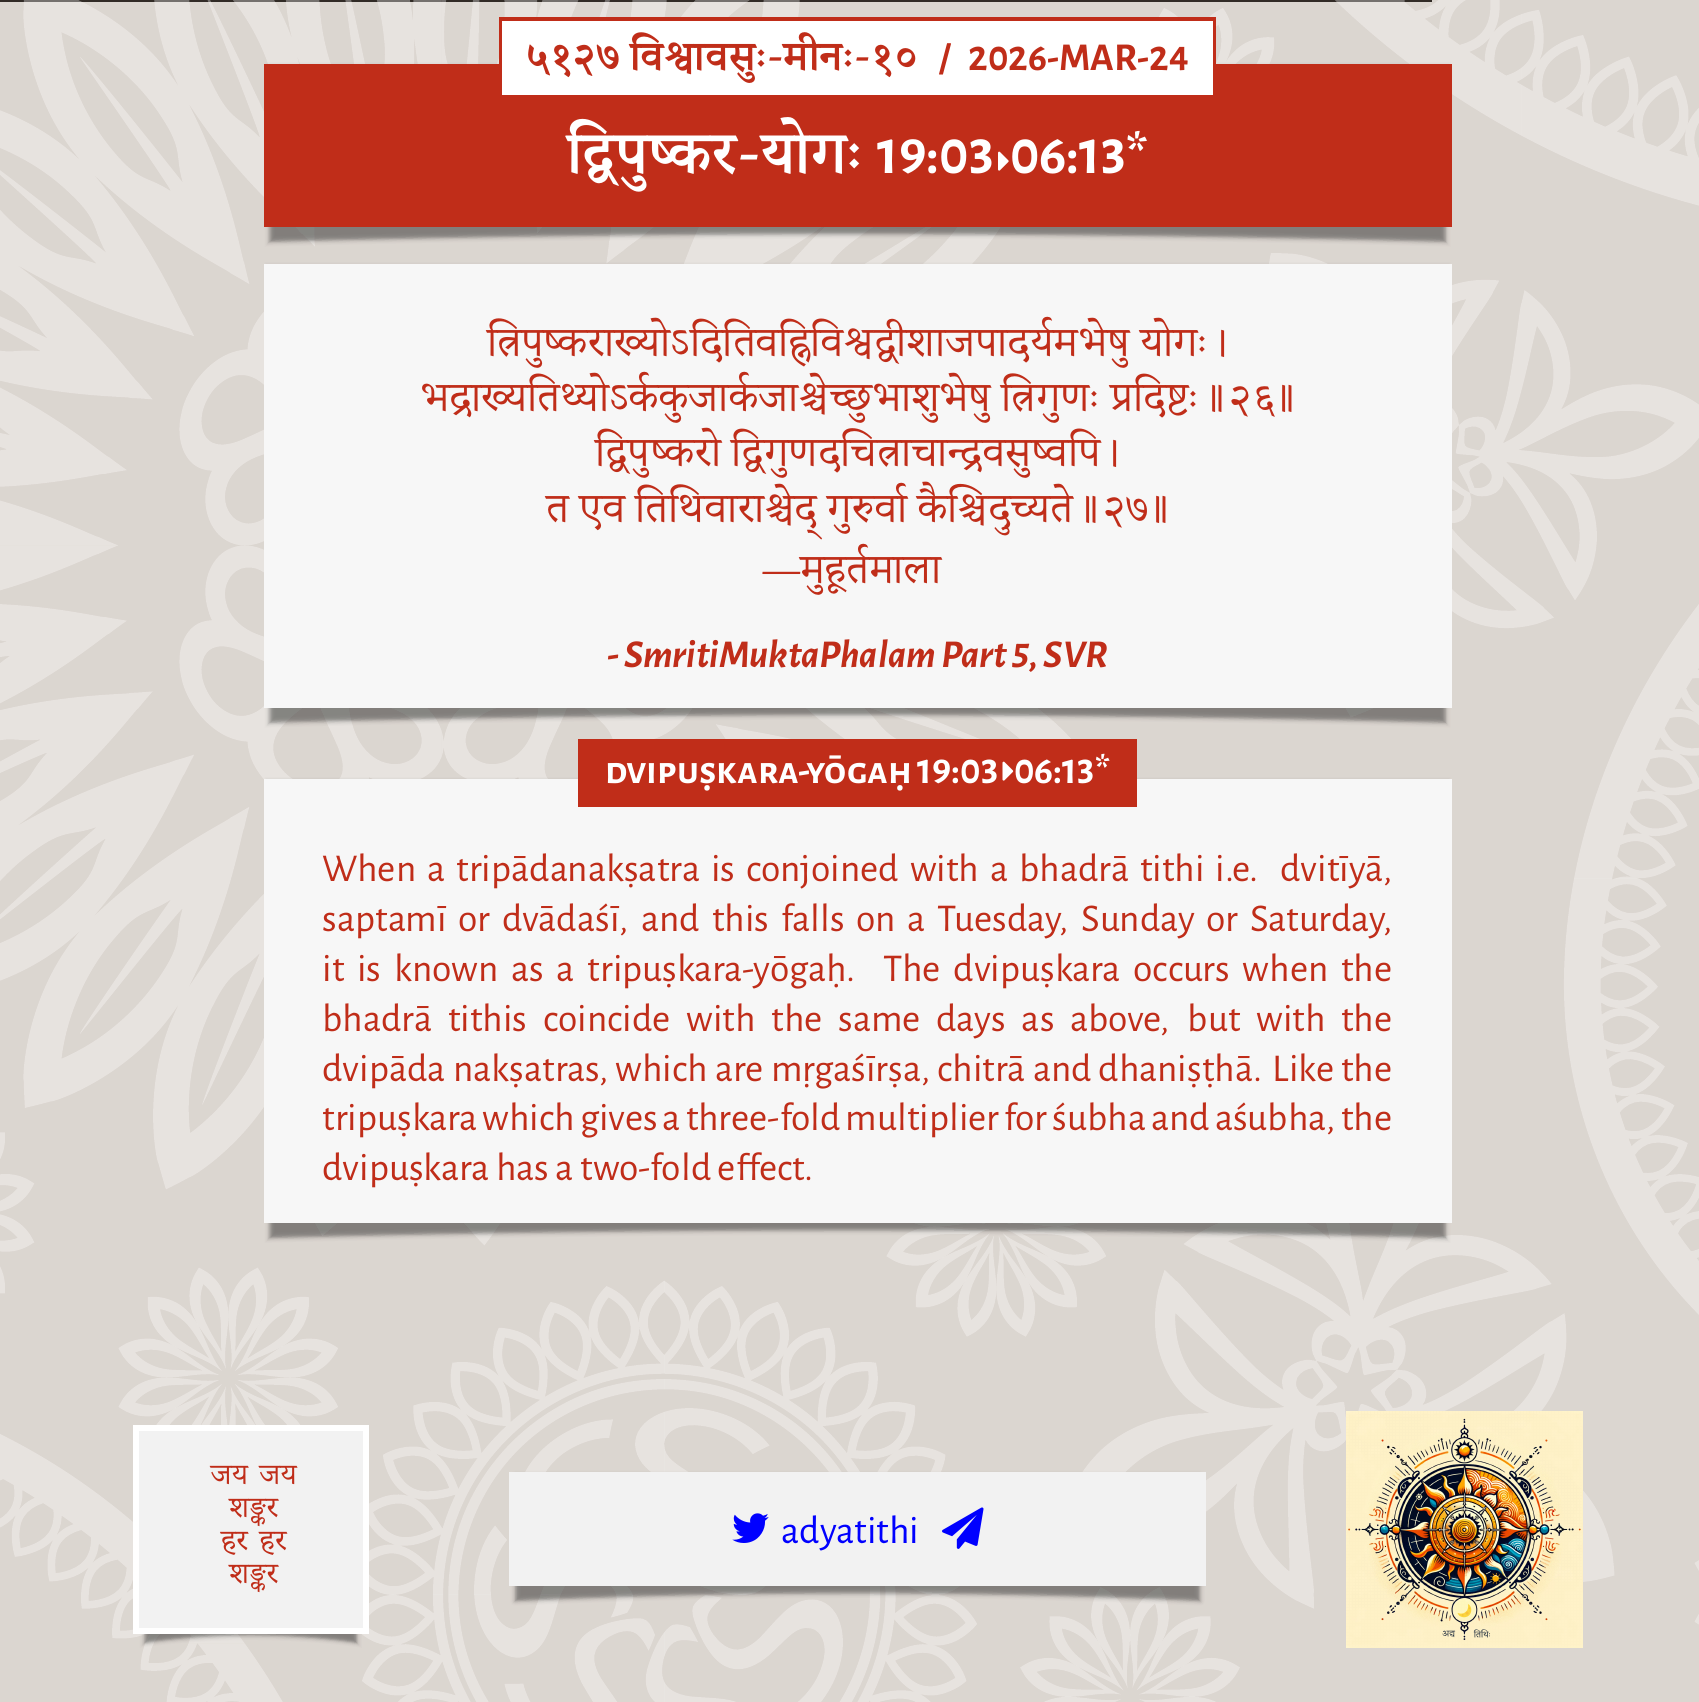 ५१२७ विश्वावसुः-मीनः-१० / 2026-MAR-24
द्विपुष्कर-योगः 19:03▸06:13*
त्रिपुष्कराख्योऽदितिवह्निविश्वद्वीशाजपादर्यमभेषु योगः।
भद्राख्यतिथ्योऽर्ककुजार्कजाश्चेच्छुभाशुभेषु त्रिगुणः प्रदिष्टः॥२६॥
द्विपुष्करो द्विगुणदचित्राचान्द्रवसुष्वपि।
त एव तिथिवाराश्चेद् गुरुर्वा कैश्चिदुच्यते॥२७॥
—मुहूर्तमाला
- SmritiMuktaPhalam Part 5, SVR
DVIPUṢKARA-YŌGAḤ 19:03▸06:13*
When a tripādanakṣatra is conjoined with a bhadrā tithi i.e. dvitīyā,
saptamī or dvādaśī, and this falls on a Tuesday, Sunday or Saturday,
it is known as a tripuṣkara-yōgaḥ. The dvipuṣkara occurs when the
bhadrā tithis coincide with the same days as above, but with the
dvipāda nakṣatras, which are mṛgaśīrṣa, chitrā and dhaniṣṭhā. Like the
tripuṣkara which gives a three-fold multiplier for śubha and aśubha, the
dvipuṣkara has a two-fold effect.
जय जय
शङ्कर
हर हर
शङ्कर
adyatithi
अद्य तिथिः